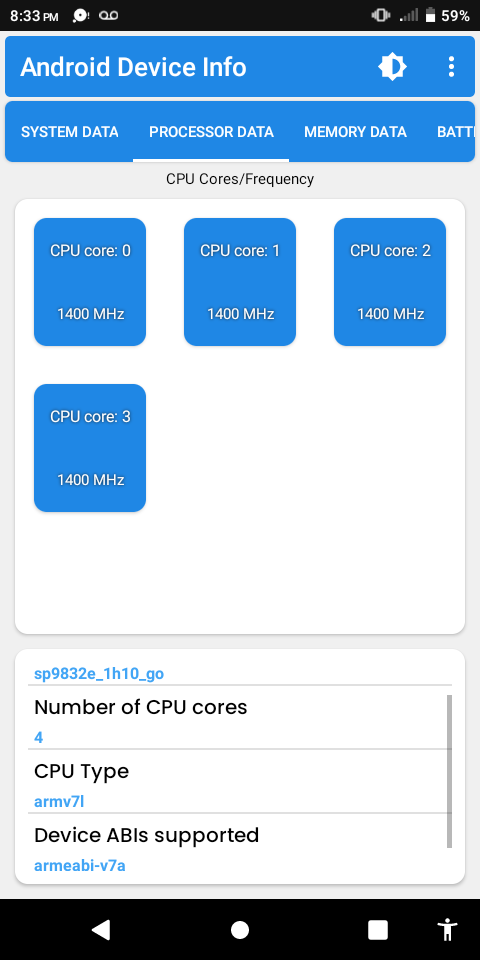 8:33 PM 59%
Android Device Info
SYSTEM DATA PROCESSOR DATA MEMORY DATA BATT
CPU Cores/Frequency
CPU core: 0 CPU core: 1 CPU core: 2
1400 MHz 1400 MHz 1400 MHz
CPU core: 3
1400 MHz
sp9832e_1h10_go
Number of CPU cores
4
CPU Type
armv7l
Device ABIs supported
armeabi-v7a